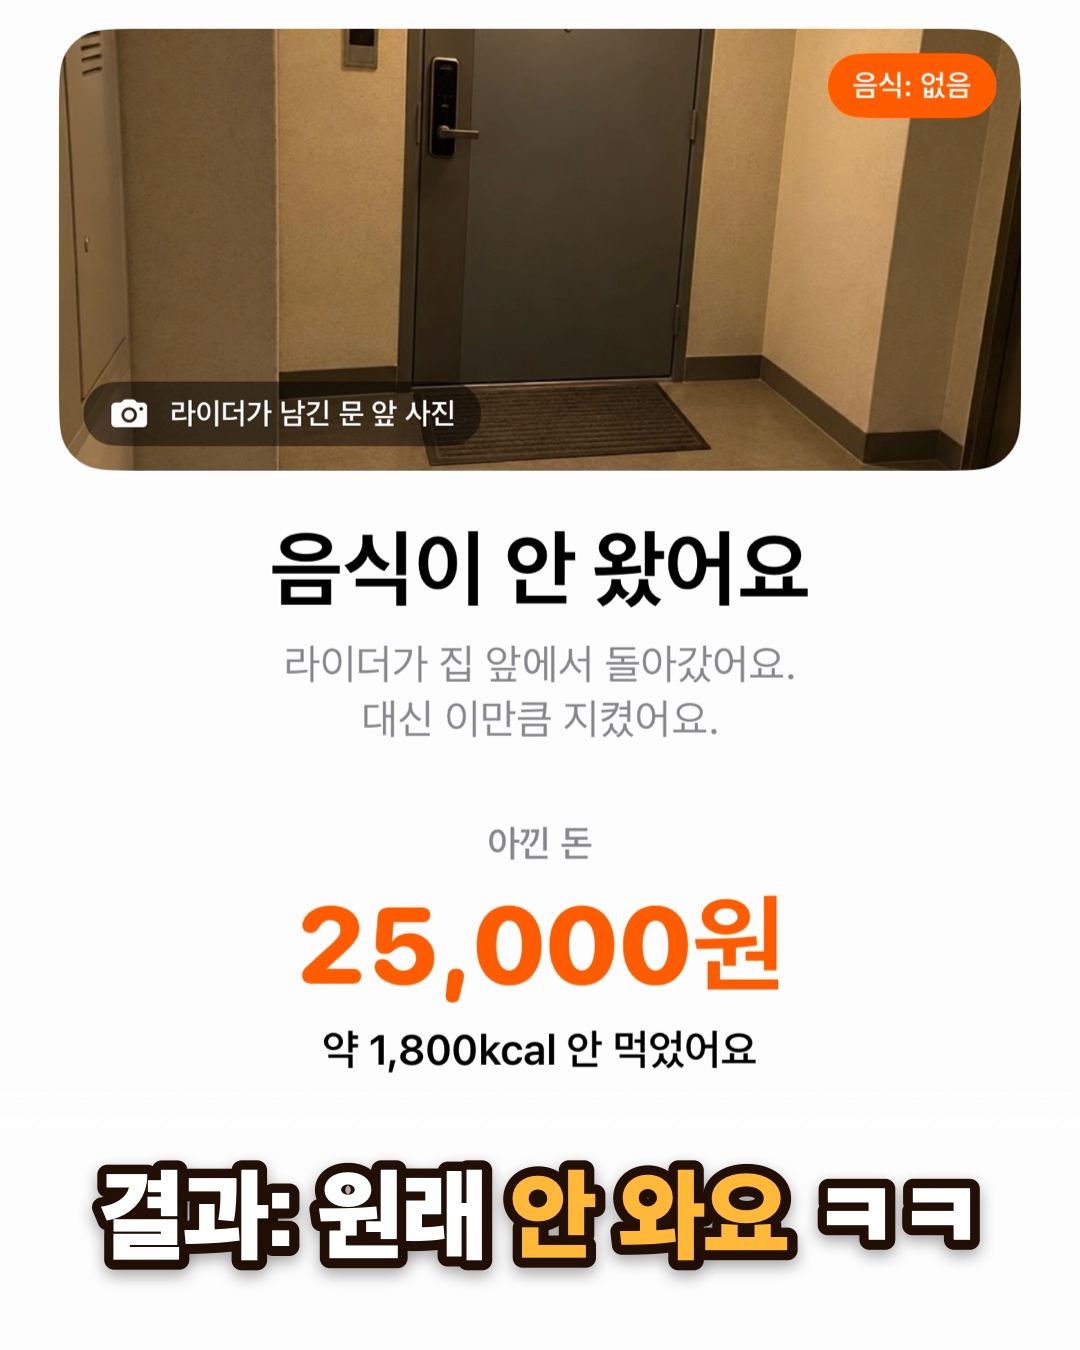 음식: 없음
라이더가 남긴 문 앞 사진
음식이 안 왔어요
라이더가 집 앞에서 돌아갔어요.
대신 이만큼 지켰어요.
아낀 돈
25,000원
약 1,800kcal 안 먹었어요
결과: 원래 안 와요 ㅋㅋ